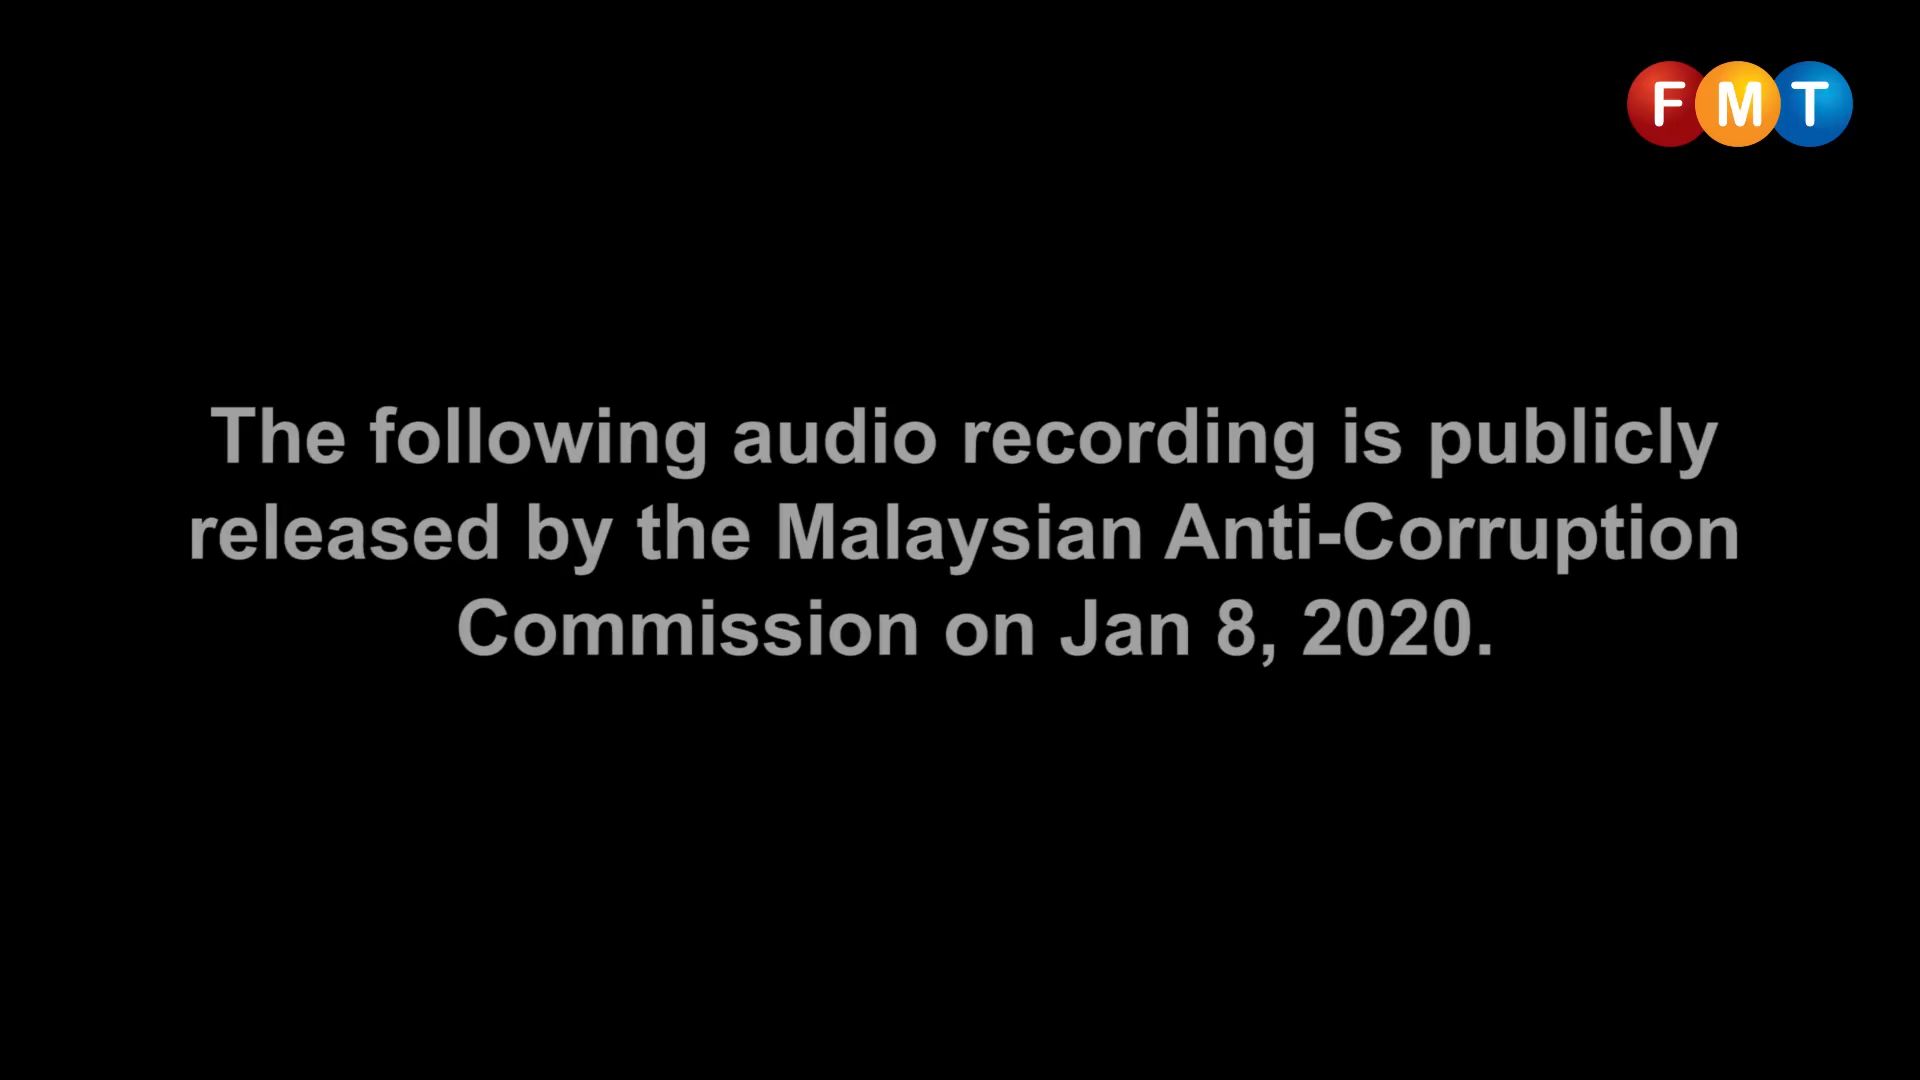 FMT
The following audio recording is publicly
released by the Malaysian Anti-Corruption
Commission on Jan 8, 2020.